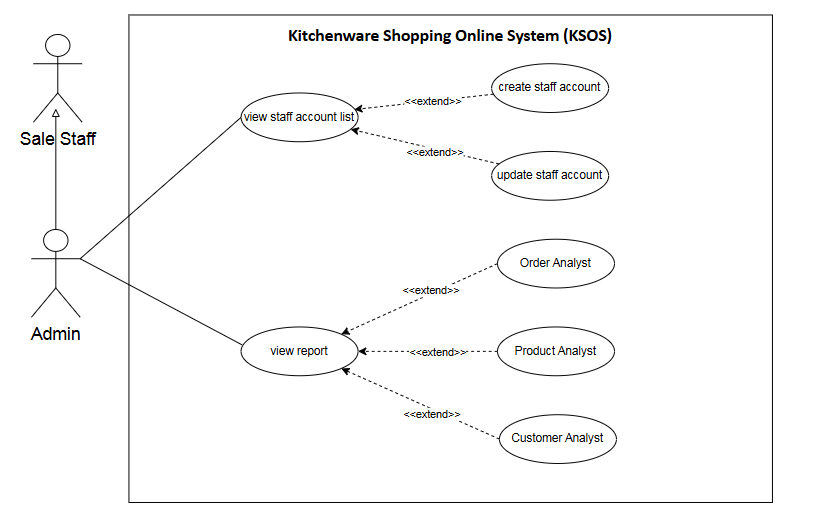 Kitchenware Shopping Online System (KSOS)
Sale Staff
Admin
view staff account list
<<extend>>
create staff account
<<extend>>
update staff account
view report
<<extend>>
Order Analyst
<<extend>>
Product Analyst
<<extend>>
Customer Analyst